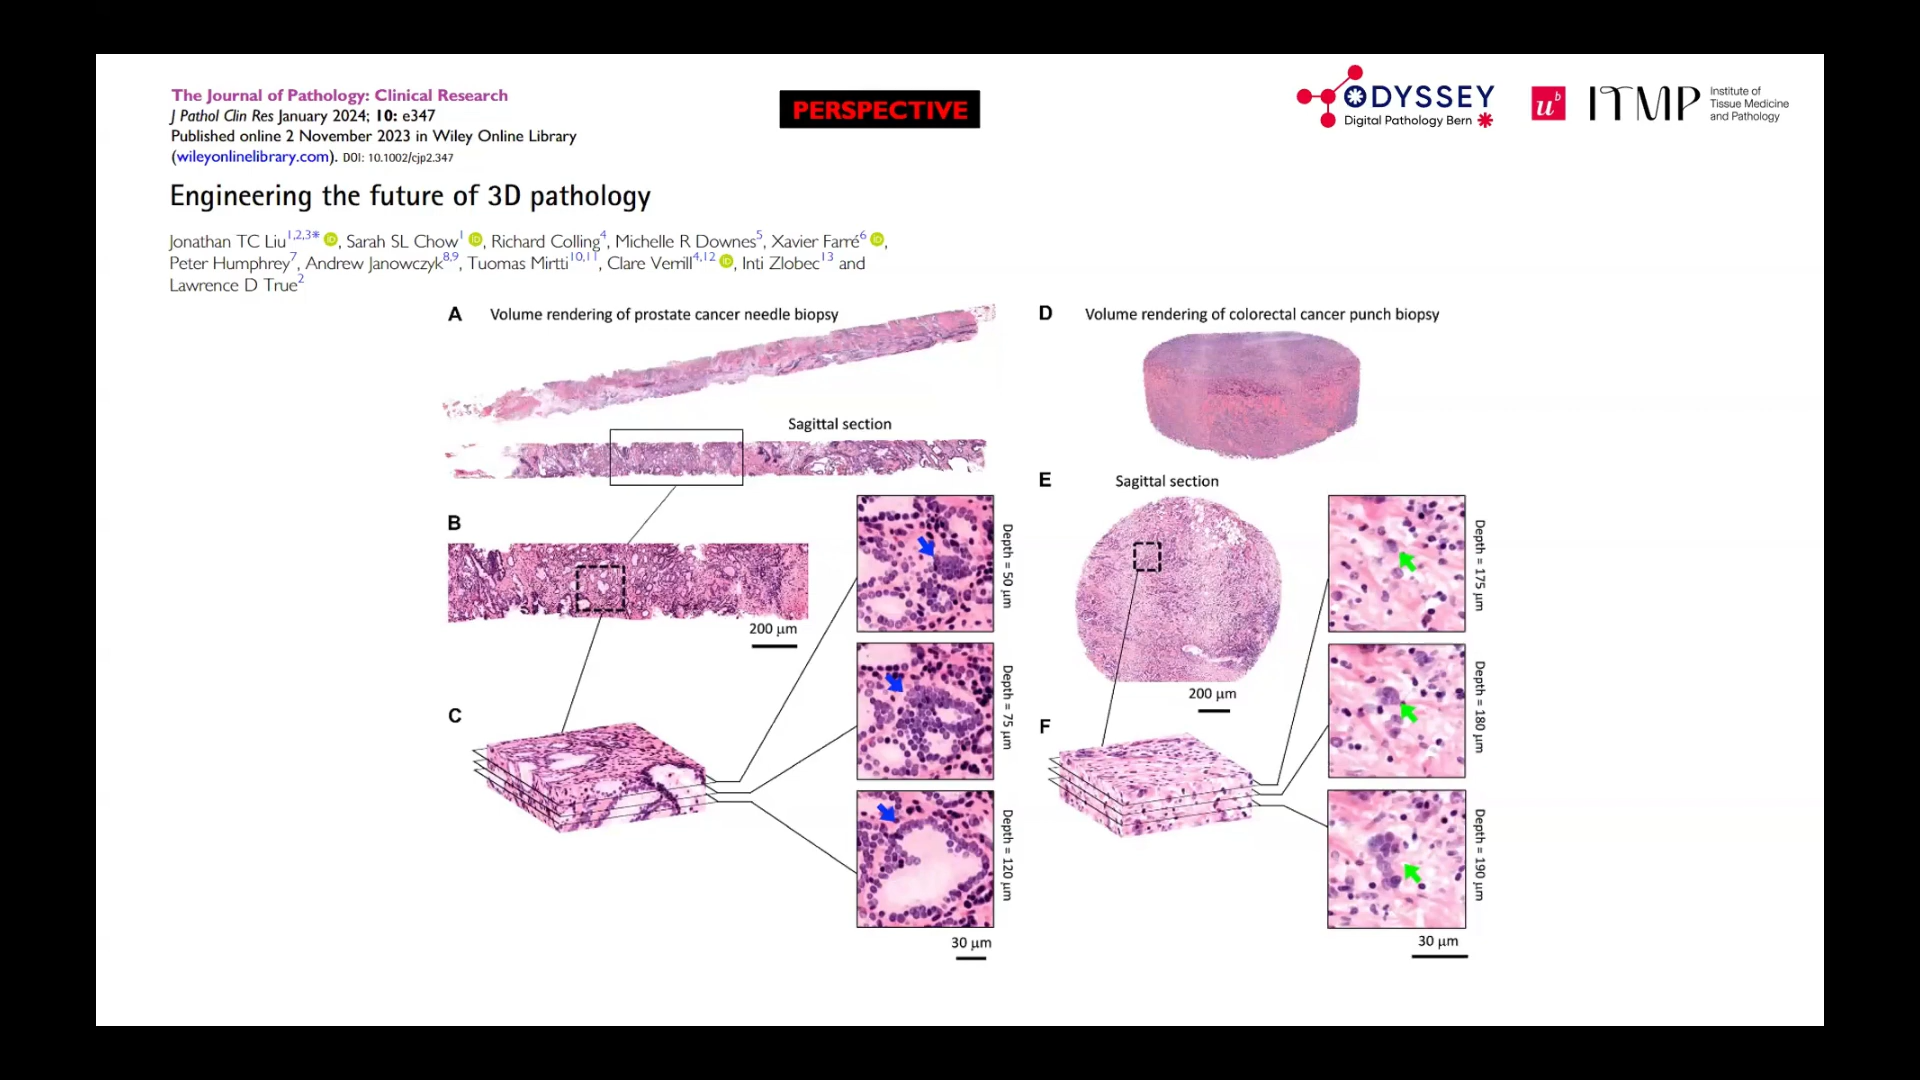 The Journal of Pathology: Clinical Research
J Pathol Clin Res January 2024; 10: e347
Published online 2 November 2023 in Wiley Online Library
(wileyonlinelibrary.com). DOI: 10.1002/cjp2.347
PERSPECTIVE
ODYSSEY
Digital Pathology Bern
u b
ITMP
Institute of
Tissue Medicine
and Pathology
Engineering the future of 3D pathology
Jonathan TC Liu1,2,3* iD, Sarah SL Chow1 iD, Richard Colling4, Michelle R Downes5, Xavier Farré6 iD,
Peter Humphrey7, Andrew Janowczyk8,9, Tuomas Mirtti10,11, Clare Verrill4,12 iD, Inti Zlobec13 and
Lawrence D True2
A Volume rendering of prostate cancer needle biopsy
Sagittal section
B
200 µm
C
Depth = 50 µm
Depth = 75 µm
Depth = 120 µm
30 µm
D Volume rendering of colorectal cancer punch biopsy
E Sagittal section
200 µm
F
Depth = 175 µm
Depth = 180 µm
Depth = 190 µm
30 µm